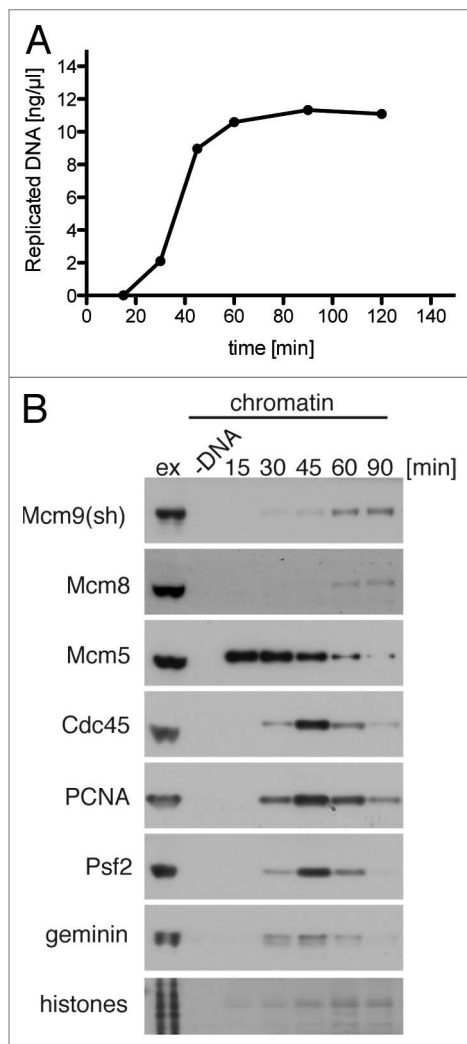 A
Replicated DNA [ng/µl]
14
12
10
8
6
4
2
0
0 20 40 60 80 100 120 140
time [min]
B
chromatin
ex -DNA 15 30 45 60 90 [min]
Mcm9(sh)
Mcm8
Mcm5
Cdc45
PCNA
Psf2
geminin
histones